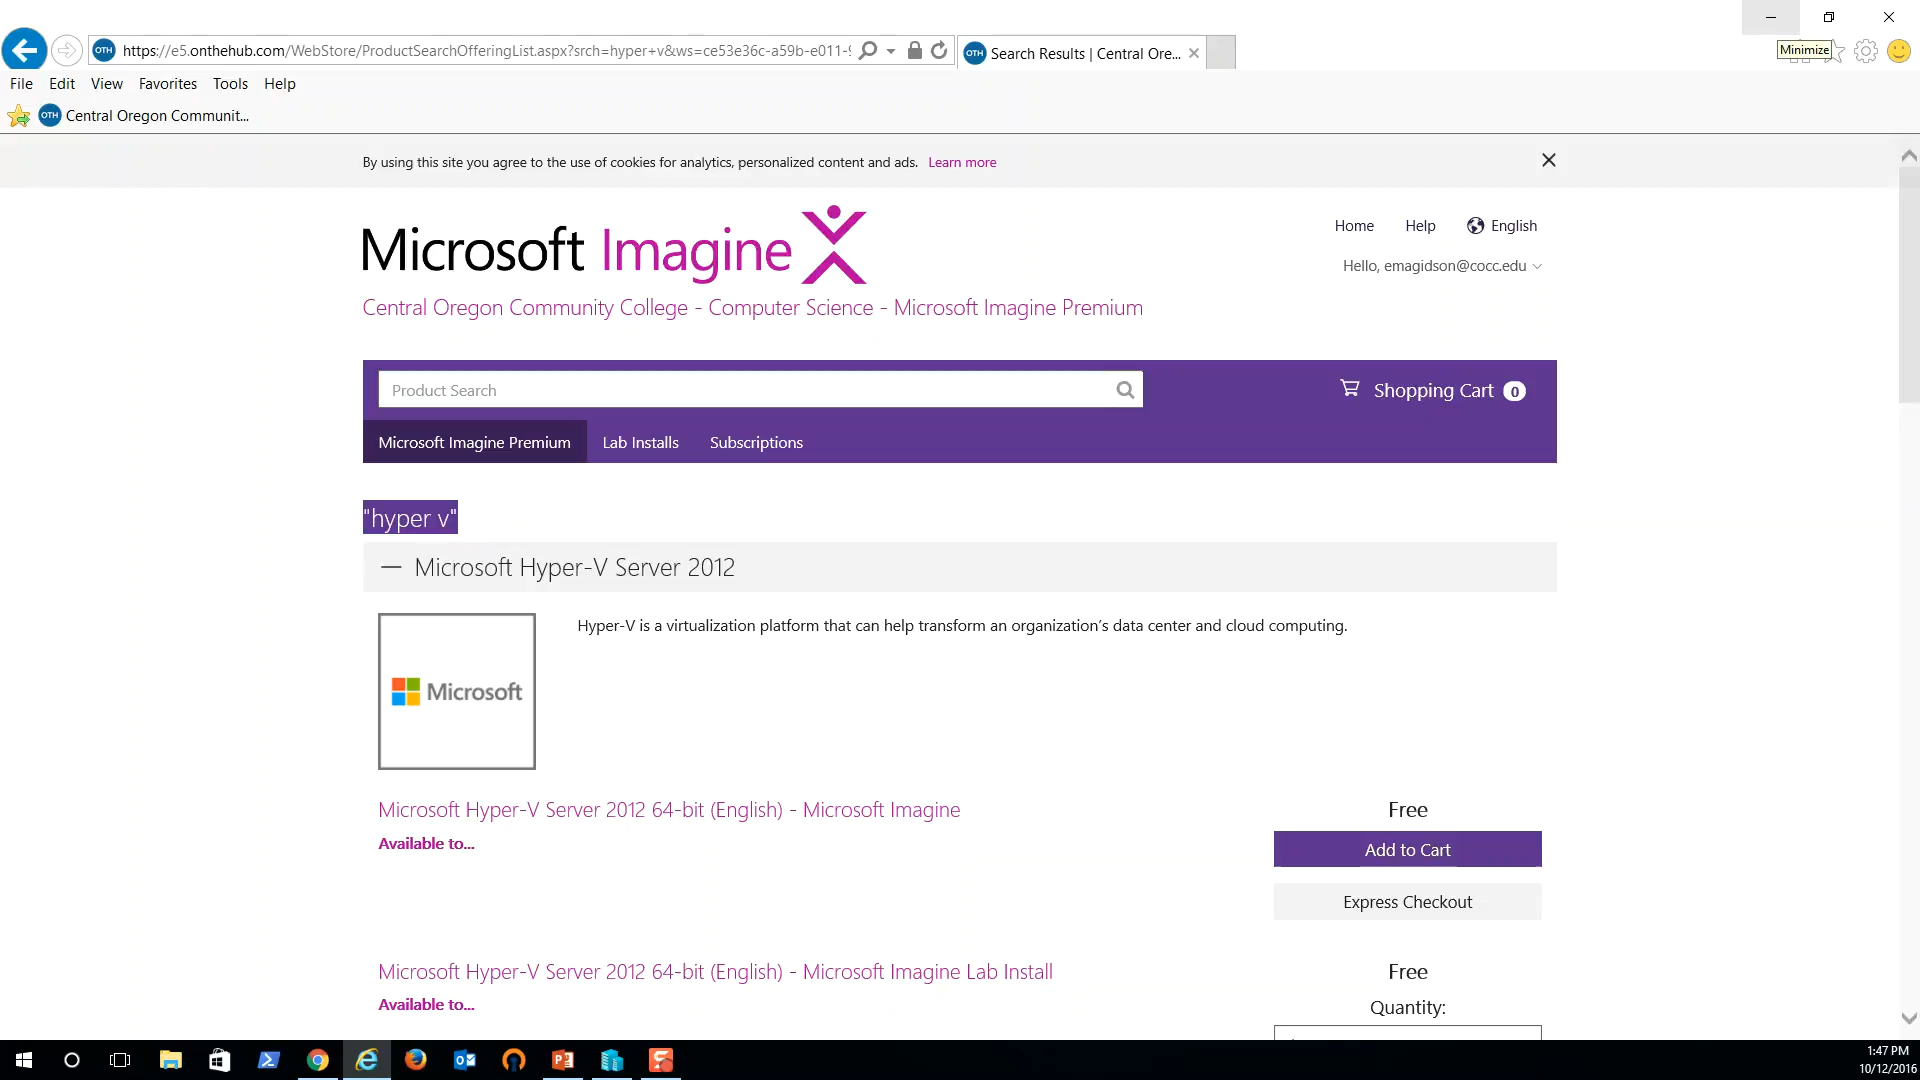 Minimize
https://e5.onthehub.com/WebStore/ProductSearchOfferingList.aspx?srch=hyper+v&ws=ce53e36c-a59b-e011-
OTH Search Results | Central Ore...
File Edit View Favorites Tools Help
OTH Central Oregon Communit...
By using this site you agree to the use of cookies for analytics, personalized content and ads. Learn more
Microsoft Imagine
Home Help English
Hello, emagidson@cocc.edu
Central Oregon Community College - Computer Science - Microsoft Imagine Premium
Product Search
Shopping Cart 0
Microsoft Imagine Premium Lab Installs Subscriptions
"hyper v"
Microsoft Hyper-V Server 2012
Hyper-V is a virtualization platform that can help transform an organization’s data center and cloud computing.
Microsoft
Microsoft Hyper-V Server 2012 64-bit (English) - Microsoft Imagine
Free
Available to...
Add to Cart
Express Checkout
Microsoft Hyper-V Server 2012 64-bit (English) - Microsoft Imagine Lab Install
Free
Available to...
Quantity:
1:47 PM
10/12/2016